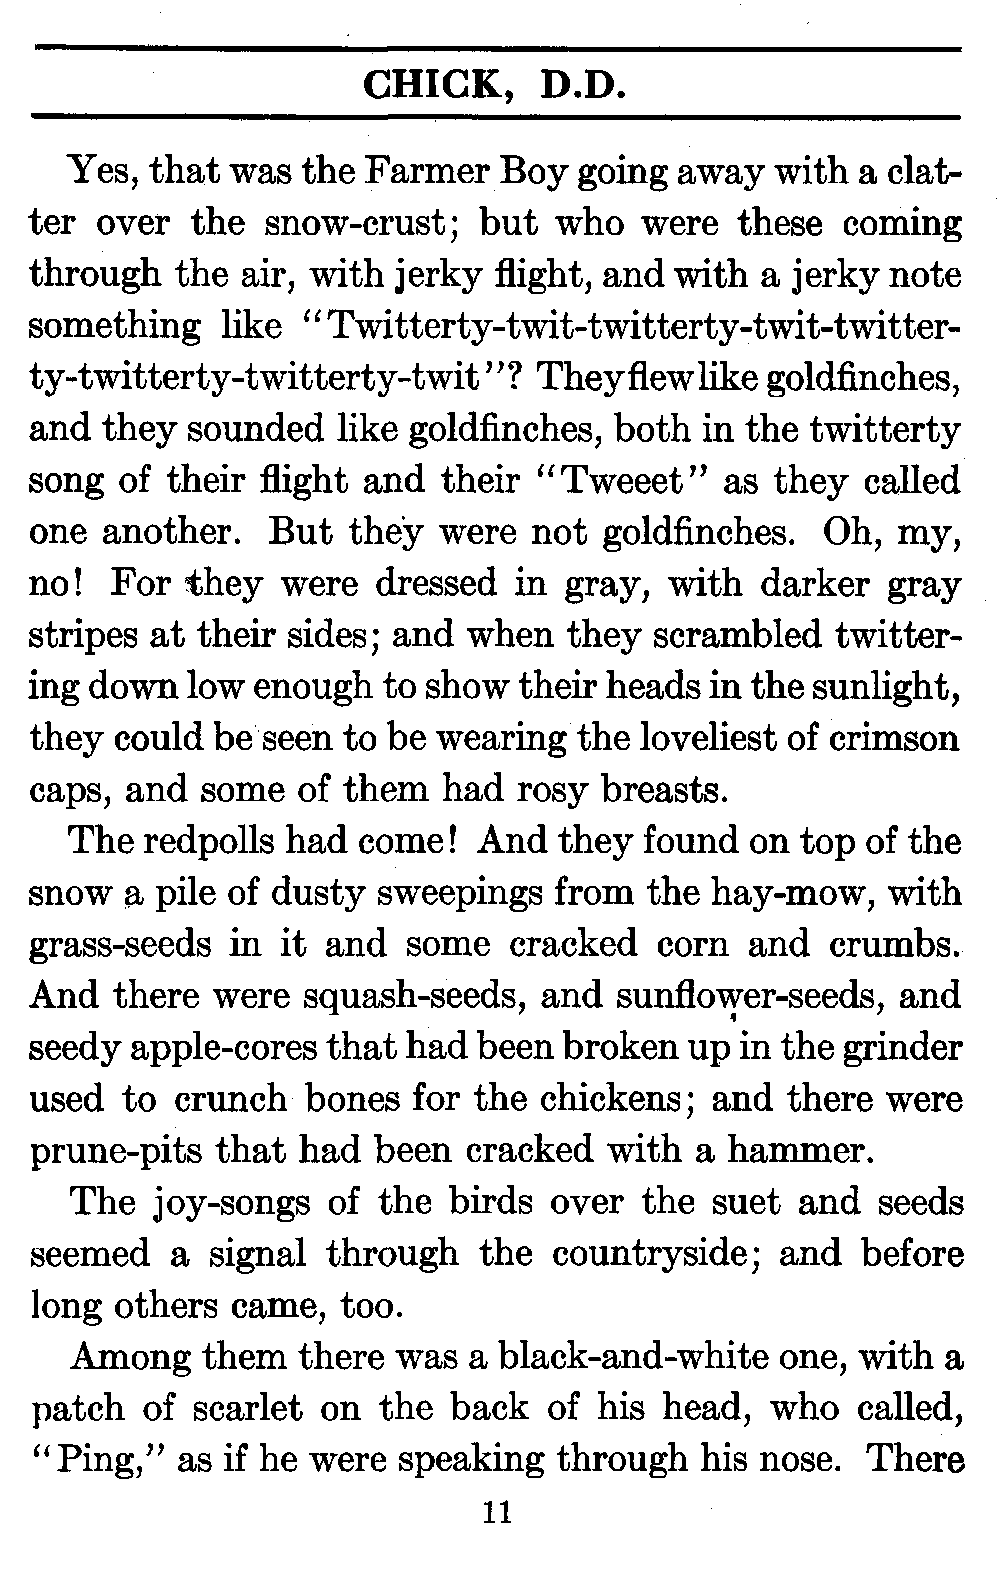 CHICK, D.D.
Yes, that was the Farmer Boy going away with a clat-
ter over the snow-crust; but who were these coming
through the air, with jerky flight, and with a jerky note
something like "Twitterty-twit-twitterty-twit-twitter-
ty-twitterty-twitterty-twit"? They flew like goldfinches,
and they sounded like goldfinches, both in the twitterty
song of their flight and their "Tweeet" as they called
one another. But they were not goldfinches. Oh, my,
no! For they were dressed in gray, with darker gray
stripes at their sides; and when they scrambled twitter-
ing down low enough to show their heads in the sunlight,
they could be seen to be wearing the loveliest of crimson
caps, and some of them had rosy breasts.
The redpolls had come! And they found on top of the
snow a pile of dusty sweepings from the hay-mow, with
grass-seeds in it and some cracked corn and crumbs.
And there were squash-seeds, and sunflower-seeds, and
seedy apple-cores that had been broken up in the grinder
used to crunch bones for the chickens; and there were
prune-pits that had been cracked with a hammer.
The joy-songs of the birds over the suet and seeds
seemed a signal through the countryside; and before
long others came, too.
Among them there was a black-and-white one, with a
patch of scarlet on the back of his head, who called,
"Ping," as if he were speaking through his nose. There
11